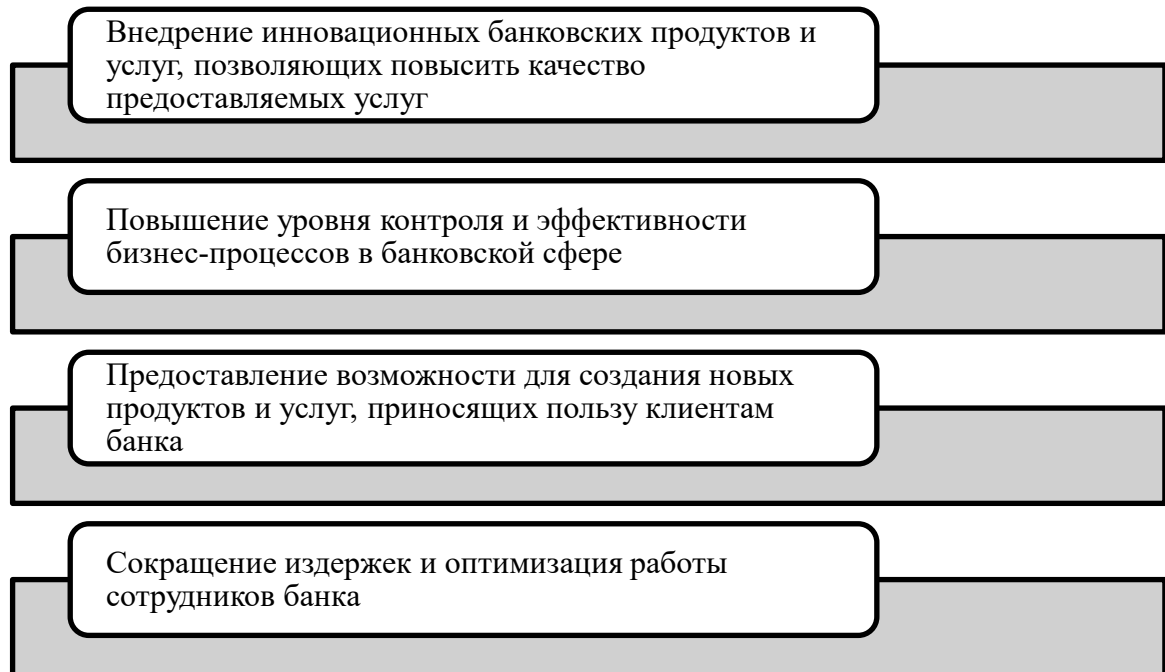 Внедрение инновационных банковских продуктов и
услуг, позволяющих повысить качество
предоставляемых услуг
Повышение уровня контроля и эффективности
бизнес-процессов в банковской сфере
Предоставление возможности для создания новых
продуктов и услуг, приносящих пользу клиентам
банка
Сокращение издержек и оптимизация работы
сотрудников банка